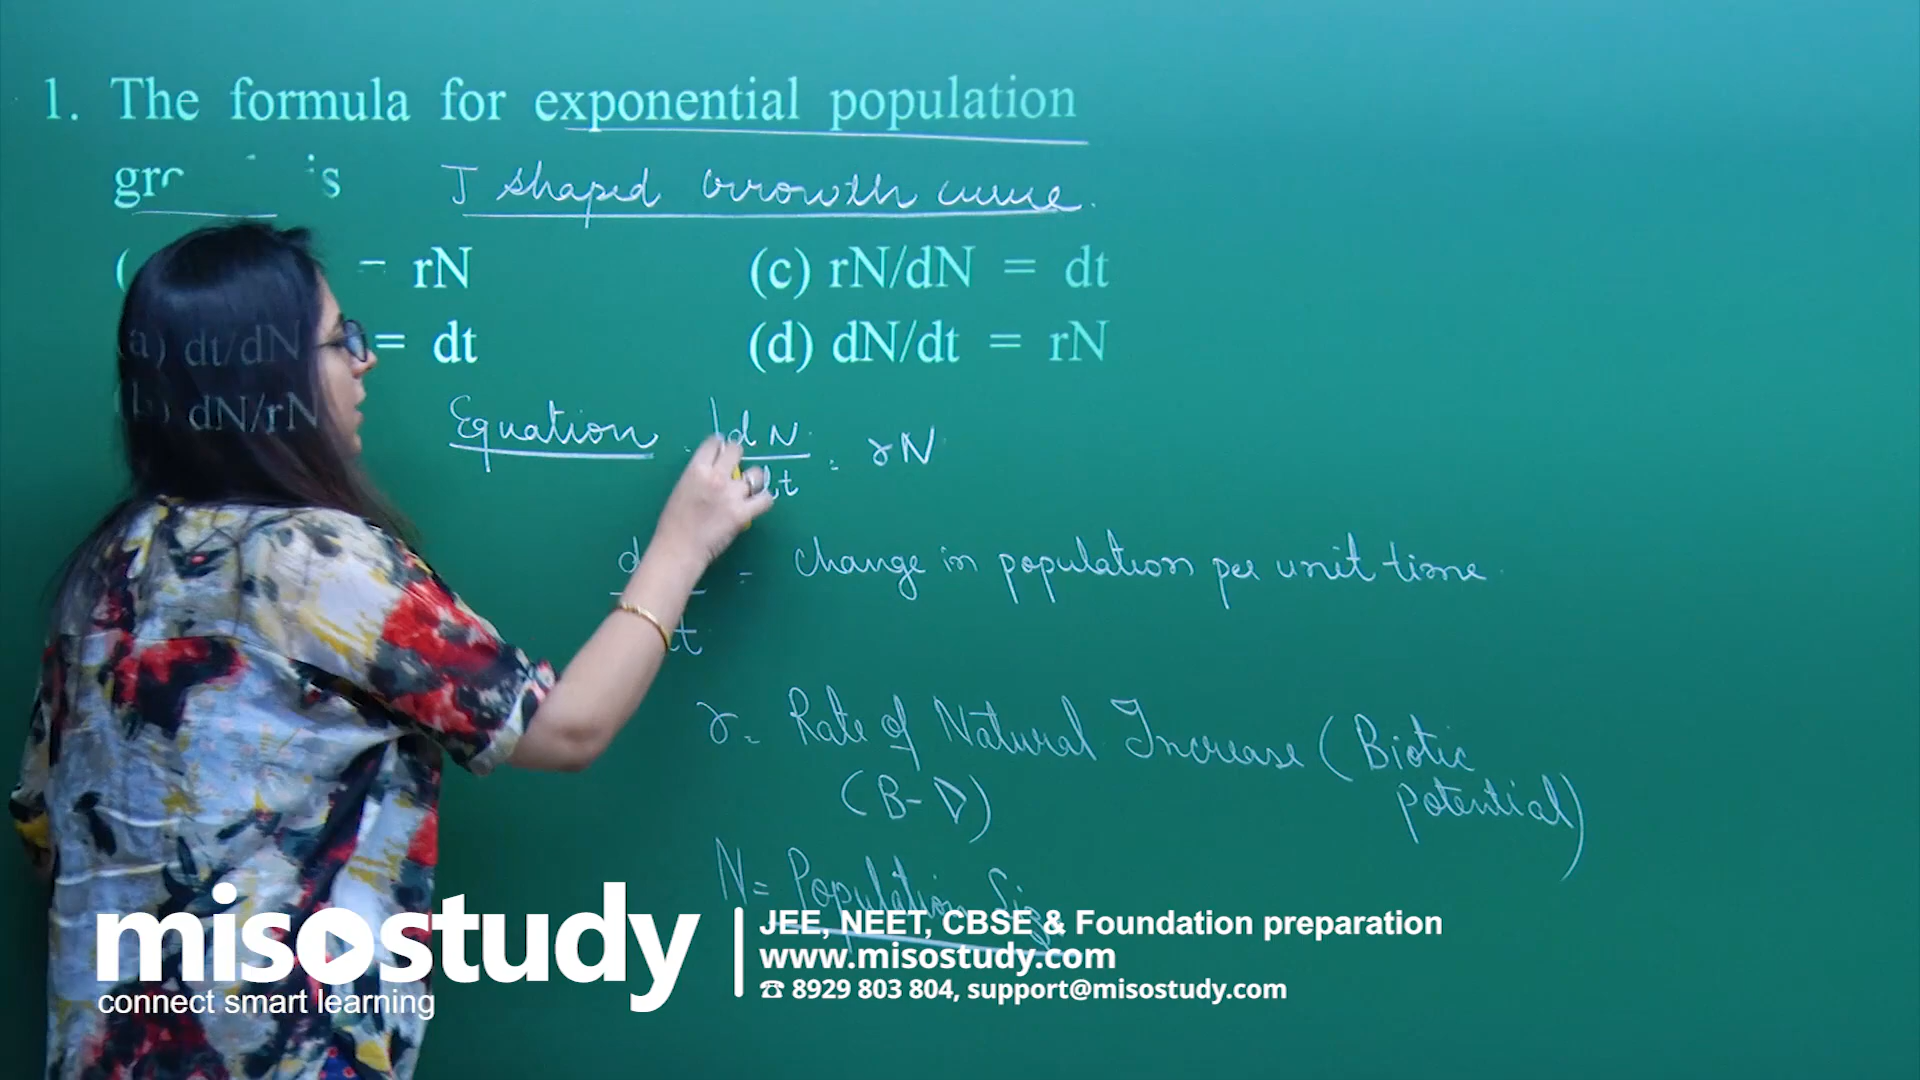 1. The formula for exponential population
is J shaped Growth curve.
= rN (c) rN/dN = dt
(a) dt/dN = dt (d) dN/dt = rN
(b) dN/rN
Equation dN
dt = rN
= change in population per unit time
t
r = Rate of Natural Increase (Biotic
(B-D) potential)
N = Population Size
misostudy
connect smart learning
JEE, NEET, CBSE & Foundation preparation
www.misostudy.com
☎ 8929 803 804, support@misostudy.com